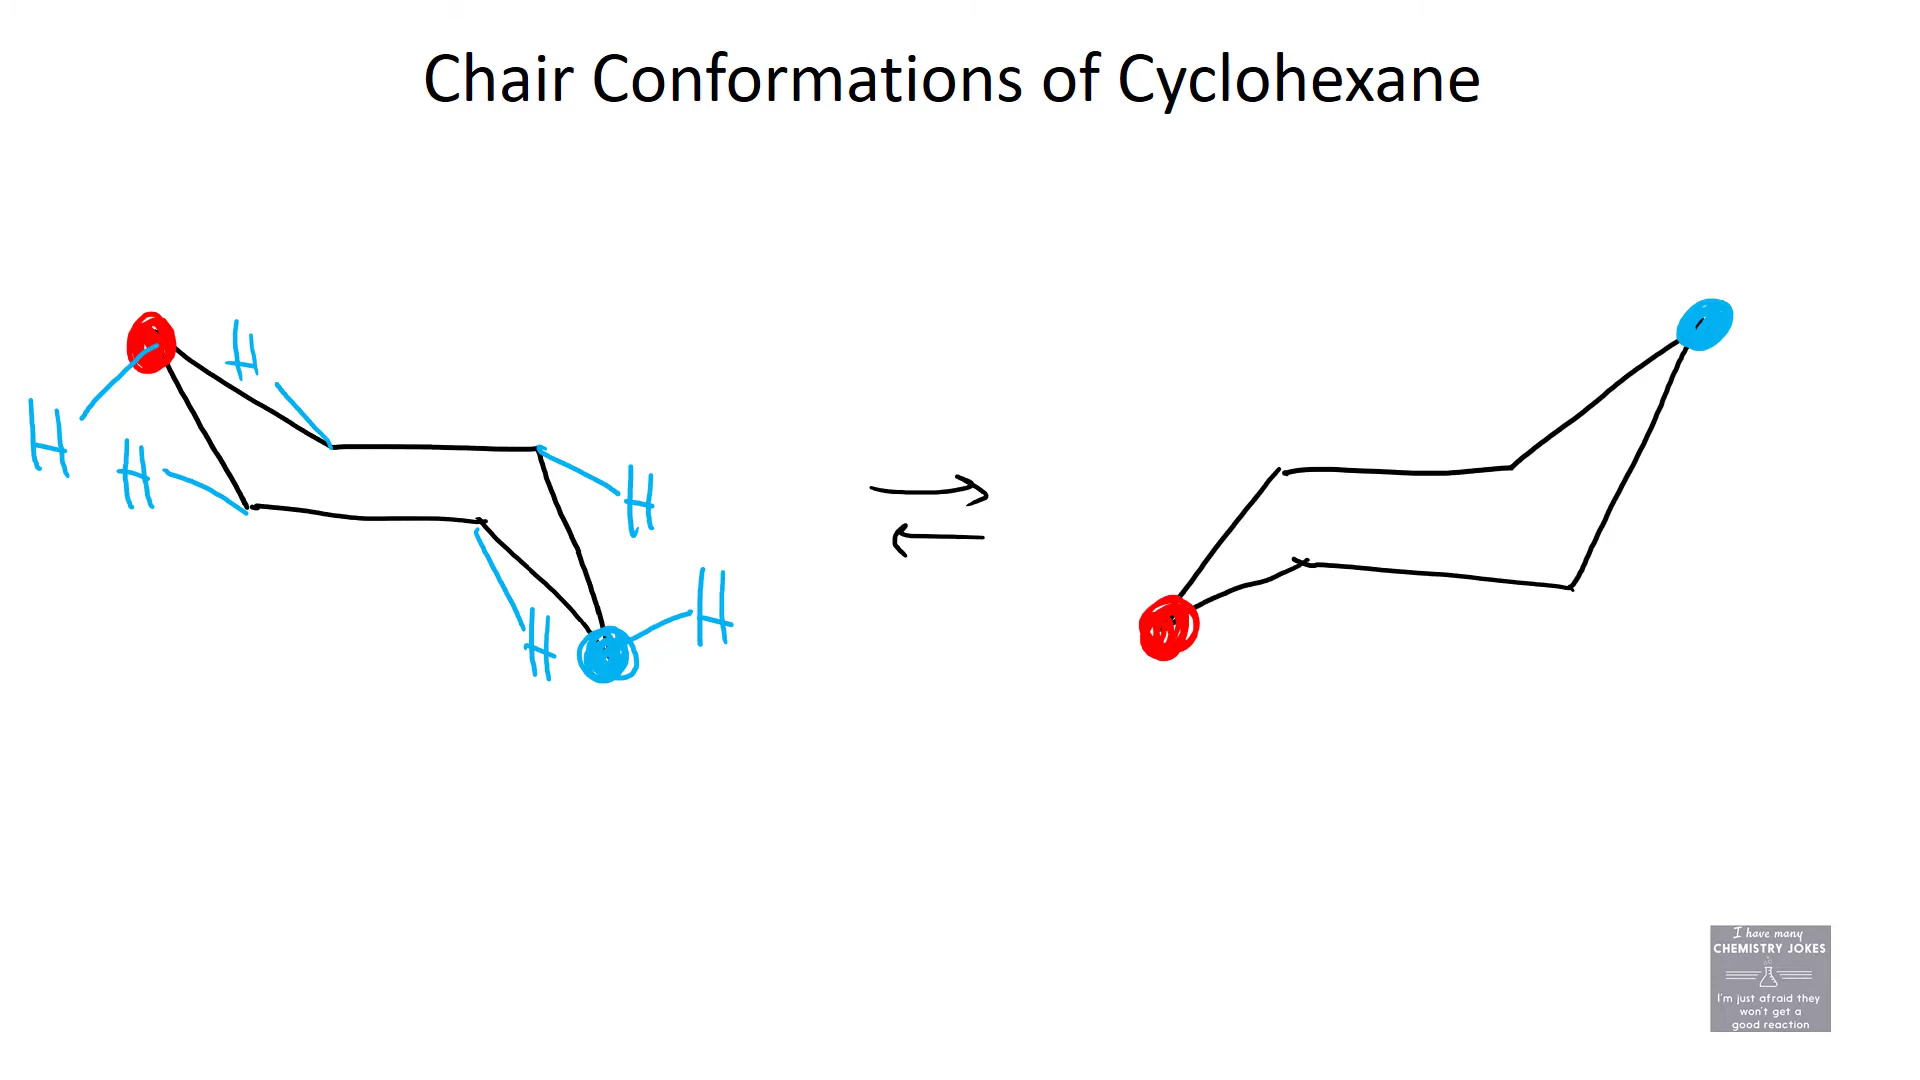 Chair Conformations of Cyclohexane
H
H
H
H
H
H
I have many
CHEMISTRY JOKES
I'm just afraid they
won't get a
good reaction